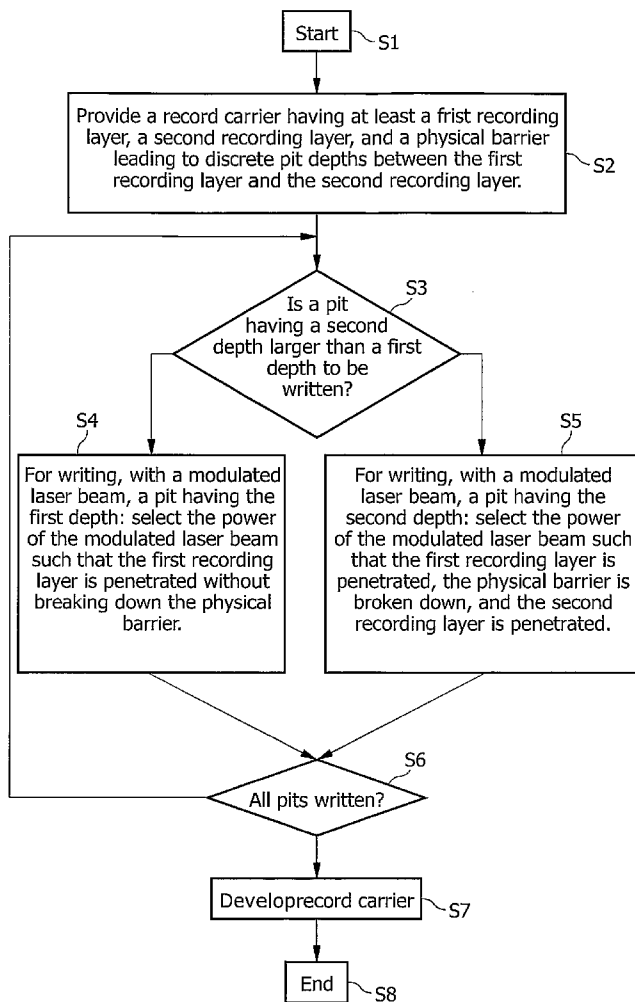 Start
S1
Provide a record carrier having at least a frist recording
layer, a second recording layer, and a physical barrier
leading to discrete pit depths between the first
recording layer and the second recording layer.
S2
S3
Is a pit
having a second
depth larger than a first
depth to be
written?
S4
For writing, with a modulated
laser beam, a pit having the
first depth: select the power
of the modulated laser beam
such that the first recording
layer is penetrated without
breaking down the physical
barrier.
S5
For writing, with a modulated
laser beam, a pit having the
second depth: select the power
of the modulated laser beam such
that the first recording layer is
penetrated, the physical barrier is
broken down, and the second
recording layer is penetrated.
S6
All pits written?
Developrecord carrier
S7
End
S8